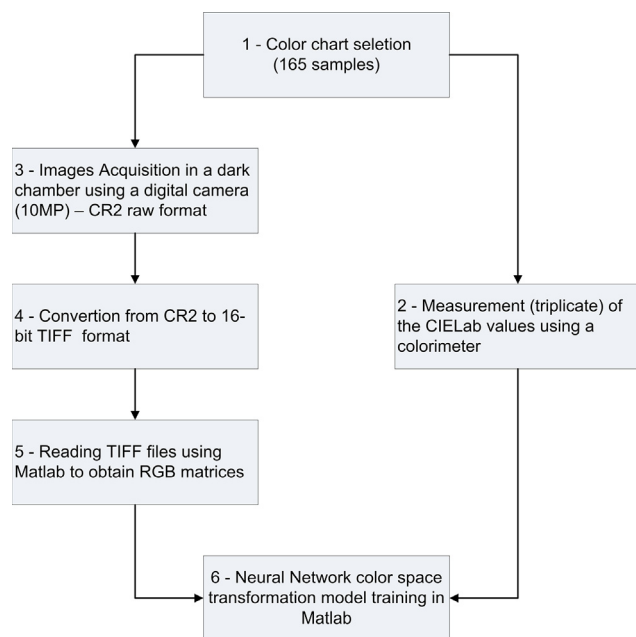 1 - Color chart seletion
(165 samples)
3 - Images Acquisition in a dark
chamber using a digital camera
(10MP) – CR2 raw format
4 - Convertion from CR2 to 16-
bit TIFF format
2 - Measurement (triplicate) of
the CIELab values using a
colorimeter
5 - Reading TIFF files using
Matlab to obtain RGB matrices
6 - Neural Network color space
transformation model training in
Matlab